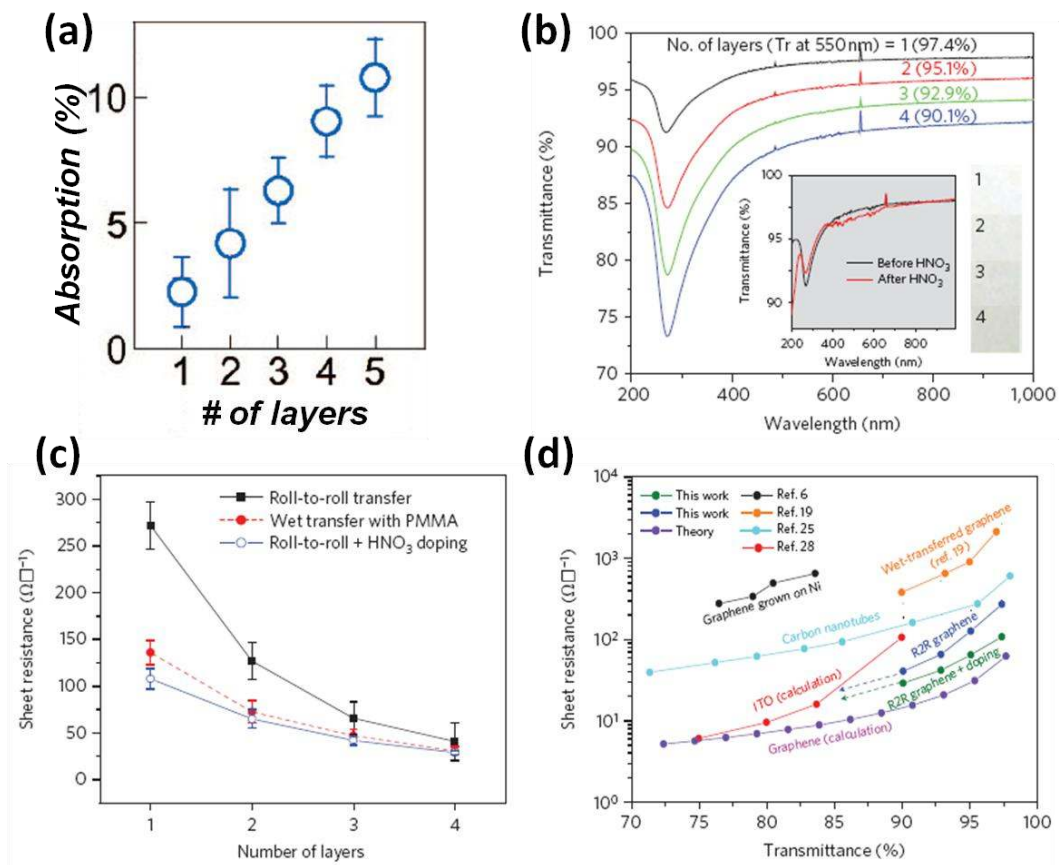 (a)
Absorption (%)
10
5
0
1 2 3 4 5
# of layers
(b)
Transmittance (%)
100
95
90
85
80
75
70
No. of layers (Tr at 550 nm) = 1 (97.4%)
2 (95.1%)
3 (92.9%)
4 (90.1%)
Transmittance (%)
100
95
90
Before HNO₃
After HNO₃
200 400 600 800
Wavelength (nm)
1
2
3
4
200 400 600 800 1,000
Wavelength (nm)
(c)
Sheet resistance (Ω□⁻¹)
300
250
200
150
100
50
0
Roll-to-roll transfer
Wet transfer with PMMA
Roll-to-roll + HNO₃ doping
1 2 3 4
Number of layers
(d)
Sheet resistance (Ω□⁻¹)
10⁴
10³
10²
10¹
10⁰
This work
This work
Theory
Ref. 6
Ref. 19
Ref. 25
Ref. 28
Wet-transferred graphene
(ref. 19)
Graphene grown on Ni
Carbon nanotubes
R2R graphene
ITO (calculation)
R2R graphene + doping
Graphene (calculation)
70 75 80 85 90 95 100
Transmittance (%)